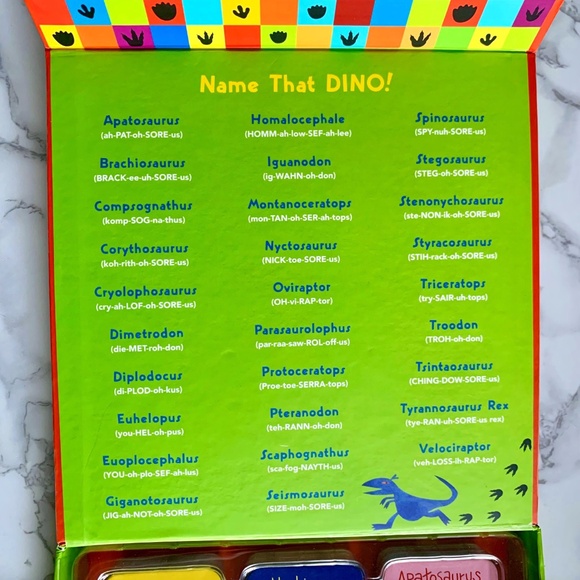 Name That DINO!
Apatosaurus
(ah-PAT-oh-SORE-us)
Brachiosaurus
(BRACK-ee-uh-SORE-us)
Compsognathus
(komp-SOG-na-thus)
Corythosaurus
(koh-rith-oh-SORE-us)
Cryolophosaurus
(cry-ah-LOF-oh-SORE-us)
Dimetrodon
(die-MET-roh-don)
Diplodocus
(di-PLOD-oh-kus)
Euhelopus
(you-HEL-oh-pus)
Euoplocephalus
(YOU-oh-plo-SEF-ah-lus)
Giganotosaurus
(JIG-ah-NOT-oh-SORE-us)
Homalocephale
(HOMM-ah-low-SEF-ah-lee)
Iguanodon
(ig-WAHN-oh-don)
Montanoceratops
(mon-TAN-oh-SER-ah-tops)
Nyctosaurus
(NICK-toe-SORE-us)
Oviraptor
(OH-vi-RAP-tor)
Parasaurolophus
(par-raa-saw-ROL-off-us)
Protoceratops
(Proe-toe-SERRA-tops)
Pteranodon
(teh-RANN-oh-don)
Scaphognathus
(sca-fog-NAYTH-us)
Seismosaurus
(SIZE-moh-SORE-us)
Spinosaurus
(SPY-nuh-SORE-us)
Stegosaurus
(STEG-oh-SORE-us)
Stenonychosaurus
(ste-NON-ik-oh-SORE-us)
Styracosaurus
(STIH-rack-oh-SORE-us)
Triceratops
(try-SAIR-uh-tops)
Troodon
(TROH-oh-don)
Tsintaosaurus
(CHING-DOW-SORE-us)
Tyrannosaurus Rex
(tye-RAN-uh-SORE-us rex)
Velociraptor
(veh-LOSS-ih-RAP-tor)
Apatosaurus